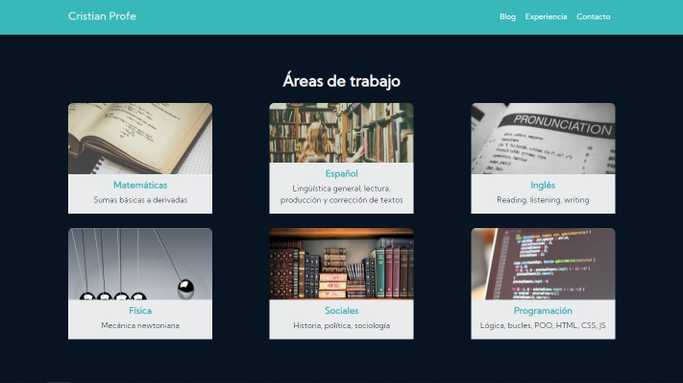 Cristian Profe
Blog Experiencia Contacto
Áreas de trabajo
Matemáticas
Sumas básicas a derivadas
Español
Lingüística general, lectura,
producción y corrección de textos
Inglés
PRONUNCIATION
Reading, listening, writing
Física
Mecánica newtoniana
Sociales
Historia, política, sociología
Programación
Lógica, bucles, POO, HTML, CSS, JS